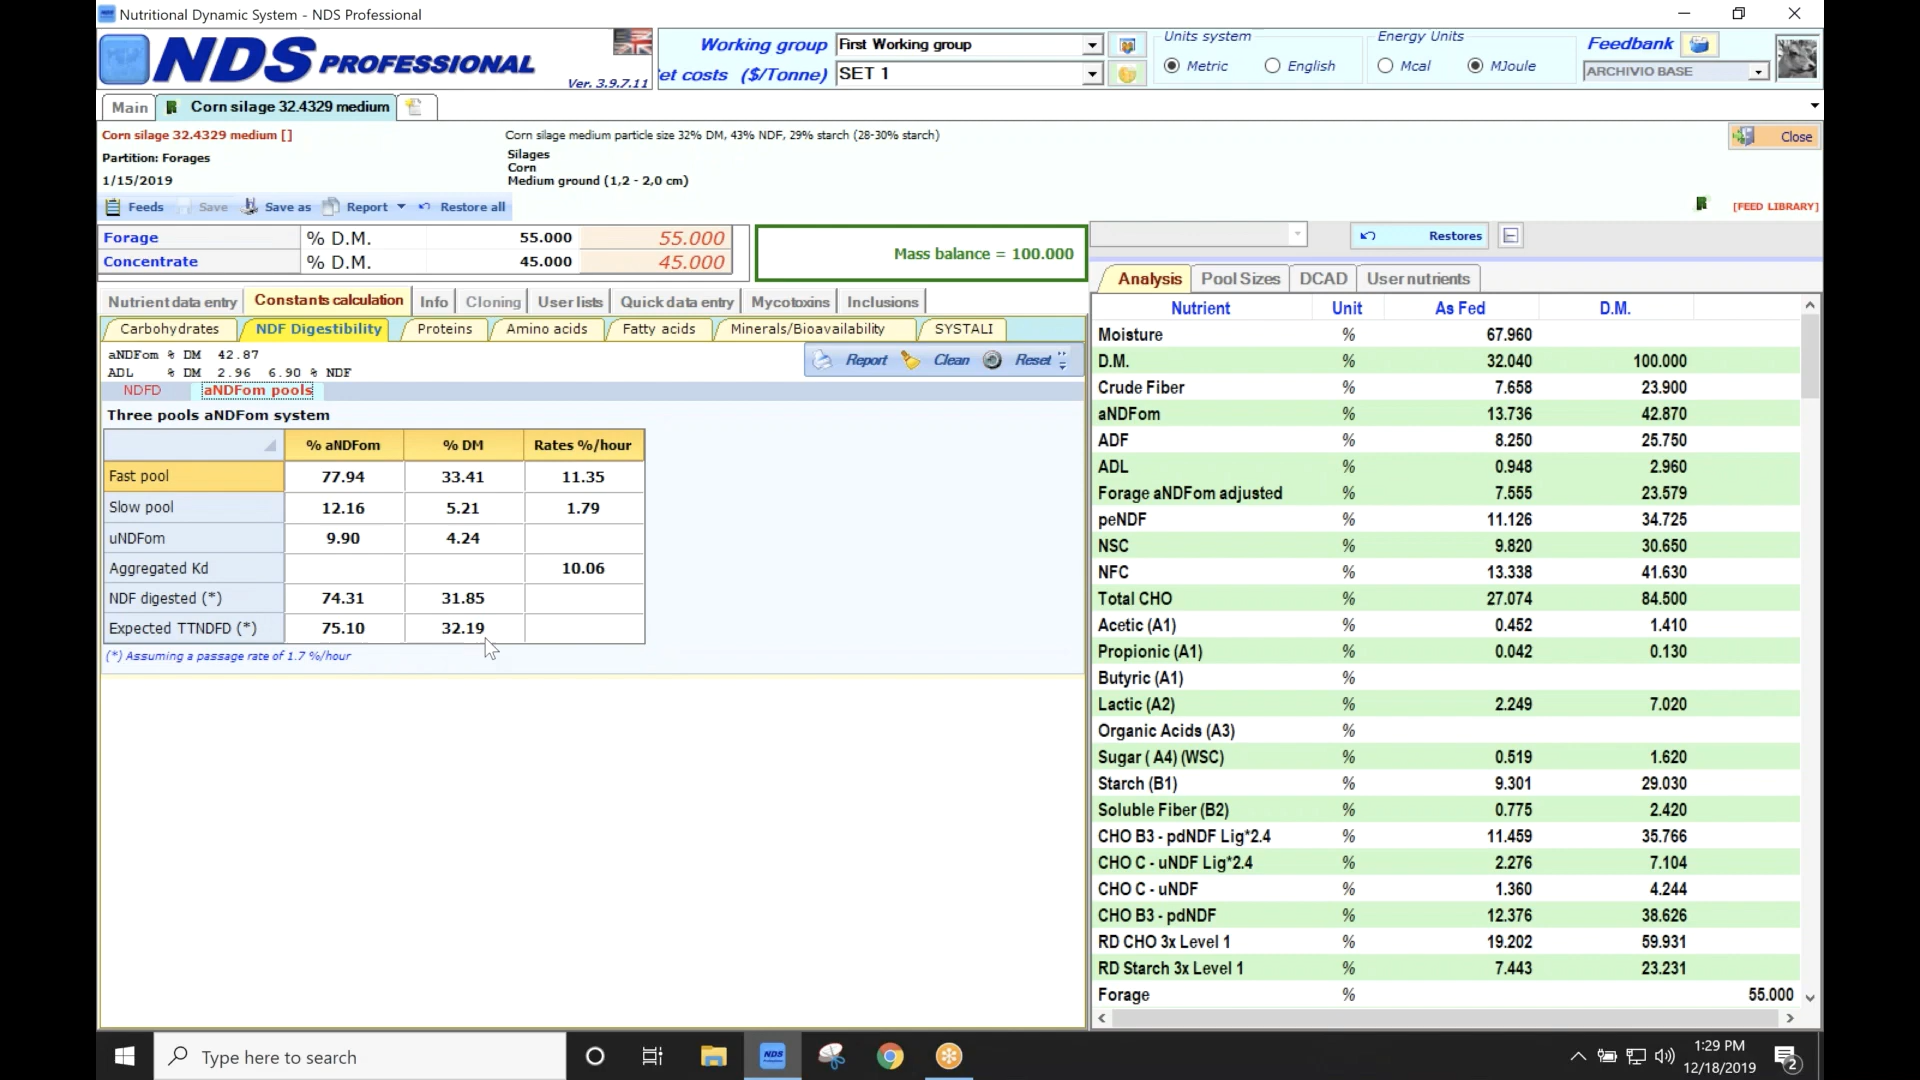 Nutritional Dynamic System - NDS Professional
NDS PROFESSIONAL
Ver. 3.9.7.11
Working group First Working group
et costs ($/Tonne) SET 1
Units system
Metric English
Energy Units
Mcal MJoule
Feedbank
ARCHIVIO BASE
Main Corn silage 32.4329 medium
Corn silage 32.4329 medium []
Corn silage medium particle size 32% DM, 43% NDF, 29% starch (28-30% starch)
Close
Partition: Forages
Silages
Corn
1/15/2019
Medium ground (1,2 - 2,0 cm)
Feeds Save Save as Report Restore all
[FEED LIBRARY]
Forage % D.M. 55.000 55.000
Concentrate % D.M. 45.000 45.000
Mass balance = 100.000
Restores
Nutrient data entry Constants calculation Info Cloning User lists Quick data entry Mycotoxins Inclusions
Carbohydrates NDF Digestibility Proteins Amino acids Fatty acids Minerals/Bioavailability SYSTALI
aNDFom % DM 42.87
ADL % DM 2.96 6.90 % NDF
Report Clean Reset
NDFD aNDFom pools
Three pools aNDFom system
% aNDFom % DM Rates %/hour
Fast pool 77.94 33.41 11.35
Slow pool 12.16 5.21 1.79
uNDFom 9.90 4.24
Aggregated Kd 10.06
NDF digested (*) 74.31 31.85
Expected TTNDFD (*) 75.10 32.19
(*) Assuming a passage rate of 1.7 %/hour
Analysis Pool Sizes DCAD User nutrients
Nutrient Unit As Fed D.M.
Moisture % 67.960
D.M. % 32.040 100.000
Crude Fiber % 7.658 23.900
aNDFom % 13.736 42.870
ADF % 8.250 25.750
ADL % 0.948 2.960
Forage aNDFom adjusted % 7.555 23.579
peNDF % 11.126 34.725
NSC % 9.820 30.650
NFC % 13.338 41.630
Total CHO % 27.074 84.500
Acetic (A1) % 0.452 1.410
Propionic (A1) % 0.042 0.130
Butyric (A1) %
Lactic (A2) % 2.249 7.020
Organic Acids (A3) %
Sugar ( A4) (WSC) % 0.519 1.620
Starch (B1) % 9.301 29.030
Soluble Fiber (B2) % 0.775 2.420
CHO B3 - pdNDF Lig*2.4 % 11.459 35.766
CHO C - uNDF Lig*2.4 % 2.276 7.104
CHO C - uNDF % 1.360 4.244
CHO B3 - pdNDF % 12.376 38.626
RD CHO 3x Level 1 % 19.202 59.931
RD Starch 3x Level 1 % 7.443 23.231
Forage % 55.000
Type here to search
NDS
1:29 PM
12/18/2019
2